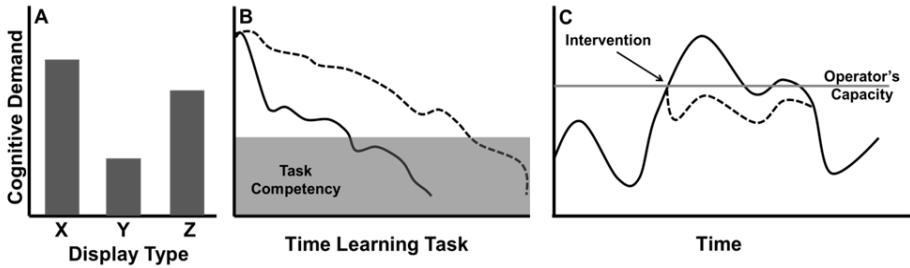 A
Cognitive Demand
X Y Z
Display Type
B
Task
Competency
Time Learning Task
C
Intervention
Operator's
Capacity
Time